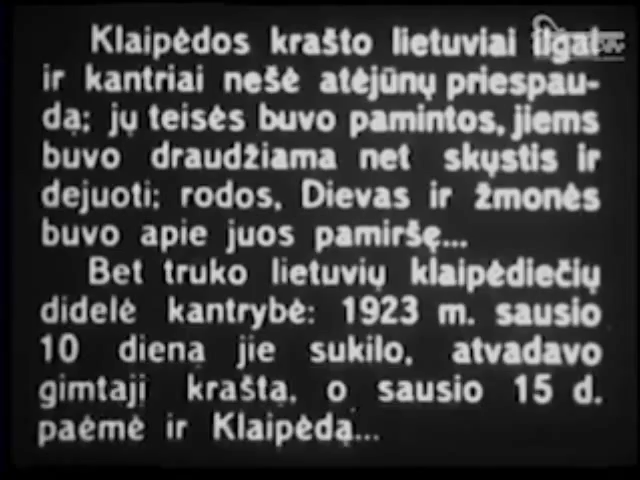 Klaipėdos krašto lietuviai ilgai
ir kantriai nešė atėjūnų priespau-
dą; jų teisės buvo pamintos, jiems
buvo draudžiama net skųstis ir
dejuoti; rodos, Dievas ir žmonės
buvo apie juos pamiršę...
Bet truko lietuvių klaipėdiečių
didelė kantrybė: 1923 m. sausio
10 dieną jie sukilo, atvadavo
gimtąjį kraštą, o sausio 15 d.
paėmė ir Klaipėdą...